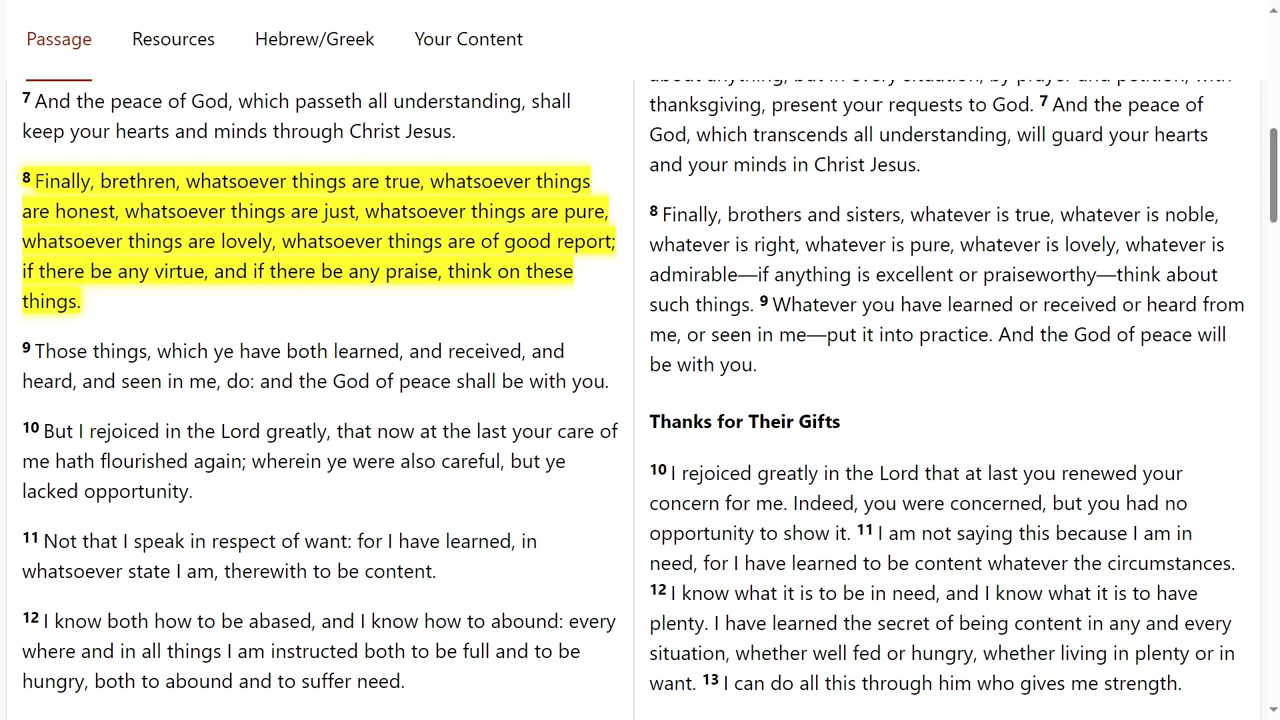 Passage Resources Hebrew/Greek Your Content
7 And the peace of God, which passeth all understanding, shall
keep your hearts and minds through Christ Jesus.
8 Finally, brethren, whatsoever things are true, whatsoever things
are honest, whatsoever things are just, whatsoever things are pure,
whatsoever things are lovely, whatsoever things are of good report;
if there be any virtue, and if there be any praise, think on these
things.
9 Those things, which ye have both learned, and received, and
heard, and seen in me, do: and the God of peace shall be with you.
10 But I rejoiced in the Lord greatly, that now at the last your care of
me hath flourished again; wherein ye were also careful, but ye
lacked opportunity.
11 Not that I speak in respect of want: for I have learned, in
whatsoever state I am, therewith to be content.
12 I know both how to be abased, and I know how to abound: every
where and in all things I am instructed both to be full and to be
hungry, both to abound and to suffer need.
about anything, but in every situation, by prayer and petition, with
thanksgiving, present your requests to God. 7 And the peace of
God, which transcends all understanding, will guard your hearts
and your minds in Christ Jesus.
8 Finally, brothers and sisters, whatever is true, whatever is noble,
whatever is right, whatever is pure, whatever is lovely, whatever is
admirable—if anything is excellent or praiseworthy—think about
such things. 9 Whatever you have learned or received or heard from
me, or seen in me—put it into practice. And the God of peace will
be with you.
Thanks for Their Gifts
10 I rejoiced greatly in the Lord that at last you renewed your
concern for me. Indeed, you were concerned, but you had no
opportunity to show it. 11 I am not saying this because I am in
need, for I have learned to be content whatever the circumstances.
12 I know what it is to be in need, and I know what it is to have
plenty. I have learned the secret of being content in any and every
situation, whether well fed or hungry, whether living in plenty or in
want. 13 I can do all this through him who gives me strength.